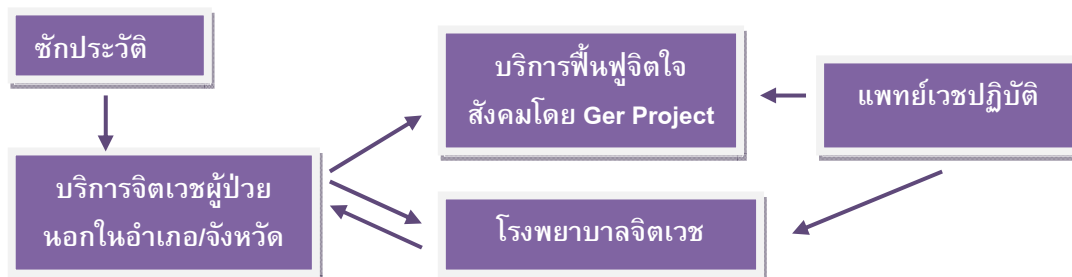 ซักประวัติ
บริการฟื้นฟูจิตใจ
สังคมโดย Ger Project
แพทย์เวชปฏิบัติ
บริการจิตเวชผู้ป่วย
นอกในอำเภอ/จังหวัด
โรงพยาบาลจิตเวช